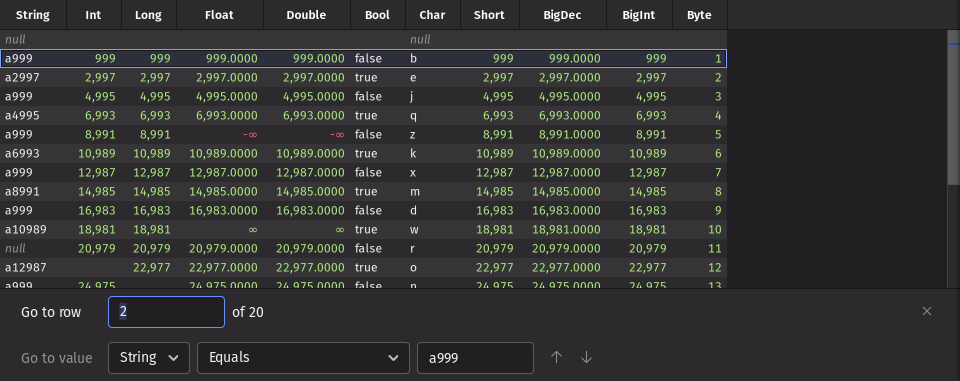 String Int Long Float Double Bool Char Short BigDec BigInt Byte
null null
a999 999 999 999.0000 999.0000 false b 999 999.0000 999 1
a2997 2,997 2,997 2,997.0000 2,997.0000 true e 2,997 2,997.0000 2,997 2
a999 4,995 4,995 4,995.0000 4,995.0000 false j 4,995 4,995.0000 4,995 3
a4995 6,993 6,993 6,993.0000 6,993.0000 true q 6,993 6,993.0000 6,993 4
a999 8,991 8,991 -∞ -∞ false z 8,991 8,991.0000 8,991 5
a6993 10,989 10,989 10,989.0000 10,989.0000 true k 10,989 10,989.0000 10,989 6
a999 12,987 12,987 12,987.0000 12,987.0000 false x 12,987 12,987.0000 12,987 7
a8991 14,985 14,985 14,985.0000 14,985.0000 true m 14,985 14,985.0000 14,985 8
a999 16,983 16,983 16,983.0000 16,983.0000 false d 16,983 16,983.0000 16,983 9
a10989 18,981 18,981 ∞ ∞ true w 18,981 18,981.0000 18,981 10
null 20,979 20,979 20,979.0000 20,979.0000 false r 20,979 20,979.0000 20,979 11
a12987 22,977 22,977.0000 22,977.0000 true o 22,977 22,977.0000 22,977 12
a999 24,975 24,975.0000 24,975.0000 false n 24,975 24,975.0000 24,975 13
Go to row 2 of 20
Go to value String Equals a999